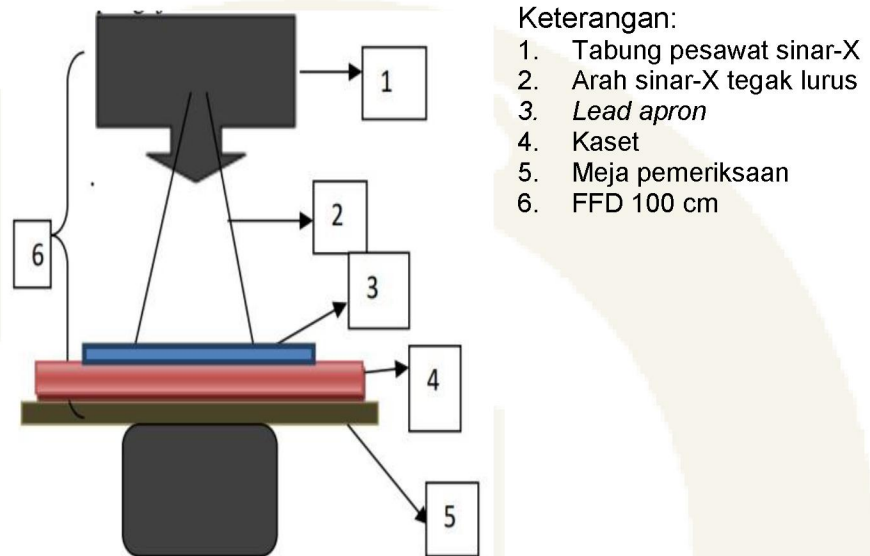 Keterangan:
1. Tabung pesawat sinar-X
2. Arah sinar-X tegak lurus
3. Lead apron
4. Kaset
5. Meja pemeriksaan
6. FFD 100 cm
1
2
3
4
5
6